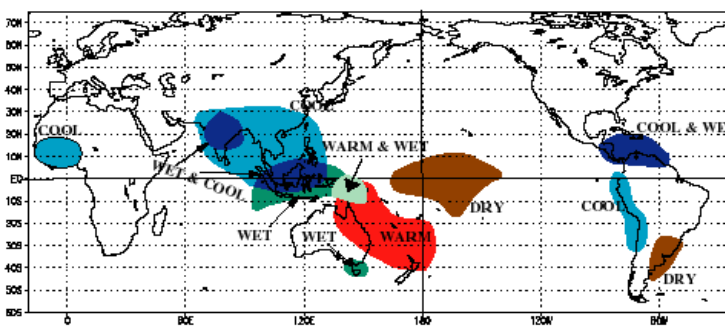 70N
60N
50N
40N
30N
20N
10N
EQ
10S
20S
30S
40S
50S
60S
COOL
COOL
WET & COOL
WARM & WET
WET
WET
WARM
DRY
COOL & WE
COOL
DRY
0
60E
120E
180
120W
60W